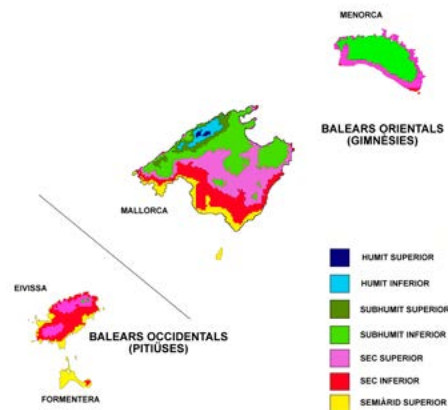 MENORCA
BALEARS ORIENTALS
(GIMNÈSIES)
MALLORCA
EIVISSA
BALEARS OCCIDENTALS
(PITIÜSES)
FORMENTERA
HUMIT SUPERIOR
HUMIT INFERIOR
SUBHUMIT SUPERIOR
SUBHUMIT INFERIOR
SEC SUPERIOR
SEC INFERIOR
SEMIÀRID SUPERIOR